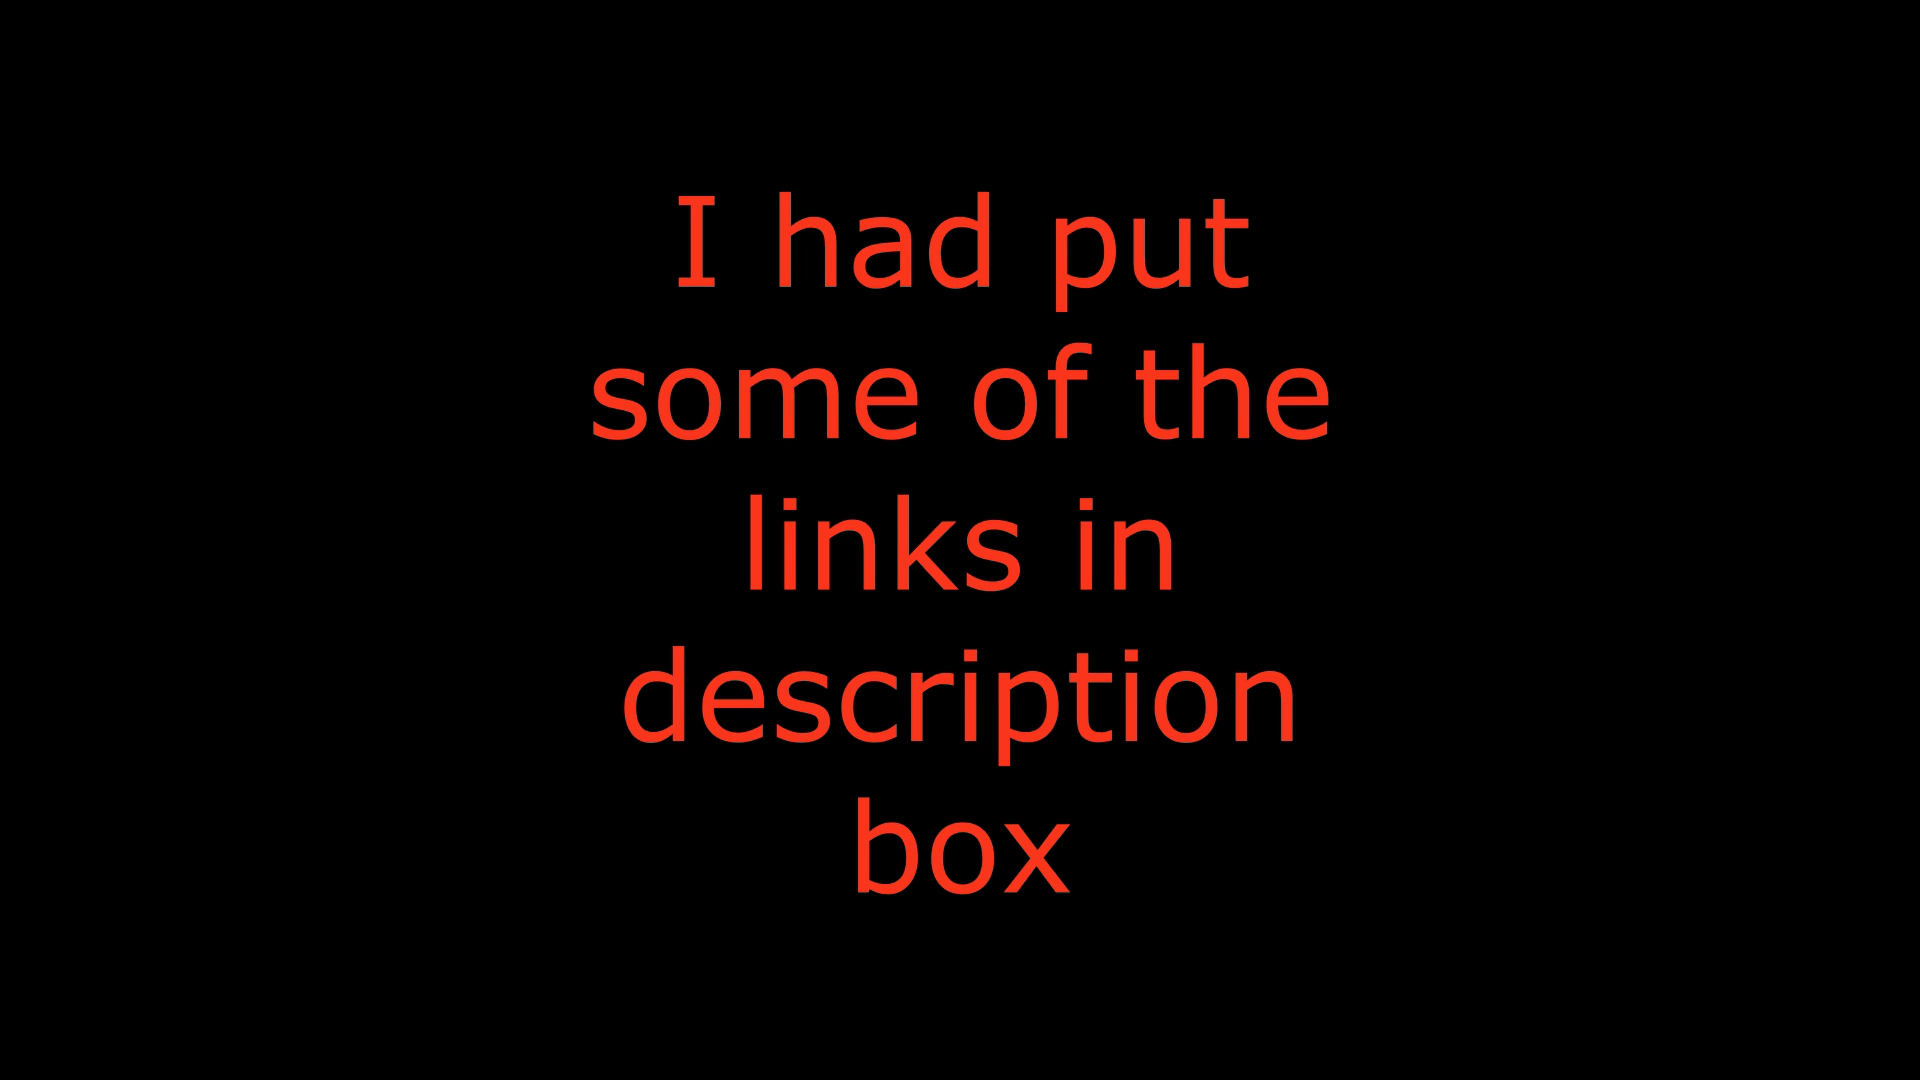 I had put
some of the
links in
description
box